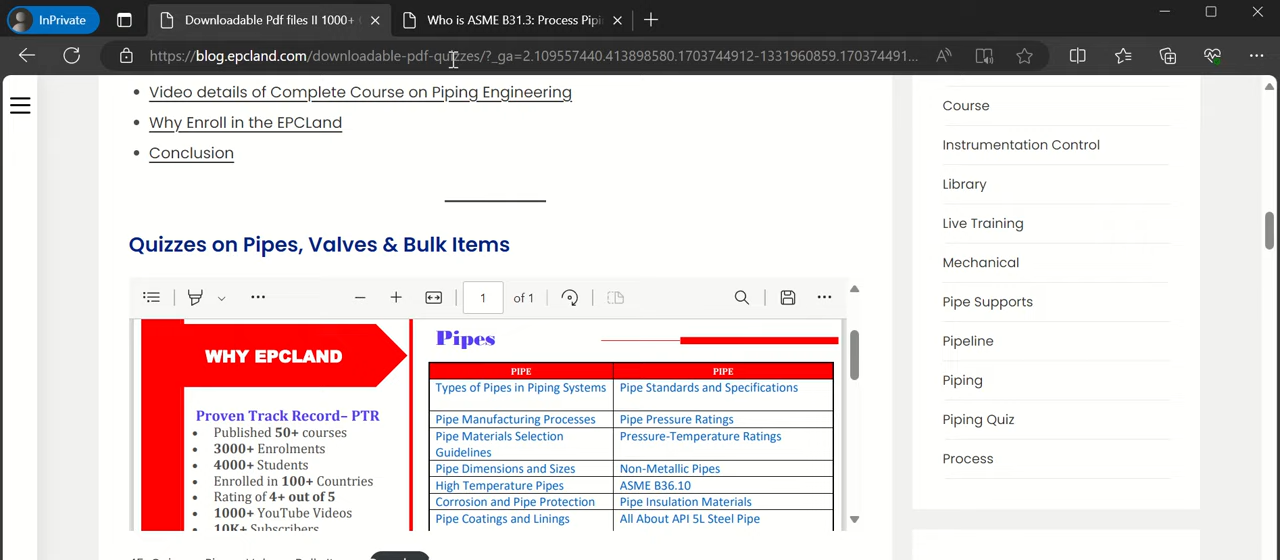 InPrivate
Downloadable Pdf files II 1000+
Who is ASME B31.3: Process Pipi
https://blog.epcland.com/downloadable-pdf-quizzes/?_ga=2.109557440.413898580.1703744912-1331960859.170374491...
Video details of Complete Course on Piping Engineering
Why Enroll in the EPCLand
Conclusion
Quizzes on Pipes, Valves & Bulk Items
1 of 1
WHY EPCLAND
Proven Track Record– PTR
Published 50+ courses
3000+ Enrolments
4000+ Students
Enrolled in 100+ Countries
Rating of 4+ out of 5
1000+ YouTube Videos
10K+ Subscribers
Pipes
PIPE PIPE
Types of Pipes in Piping Systems Pipe Standards and Specifications
Pipe Manufacturing Processes Pipe Pressure Ratings
Pipe Materials Selection Guidelines Pressure-Temperature Ratings
Pipe Dimensions and Sizes Non-Metallic Pipes
High Temperature Pipes ASME B36.10
Corrosion and Pipe Protection Pipe Insulation Materials
Pipe Coatings and Linings All About API 5L Steel Pipe
Course
Instrumentation Control
Library
Live Training
Mechanical
Pipe Supports
Pipeline
Piping
Piping Quiz
Process